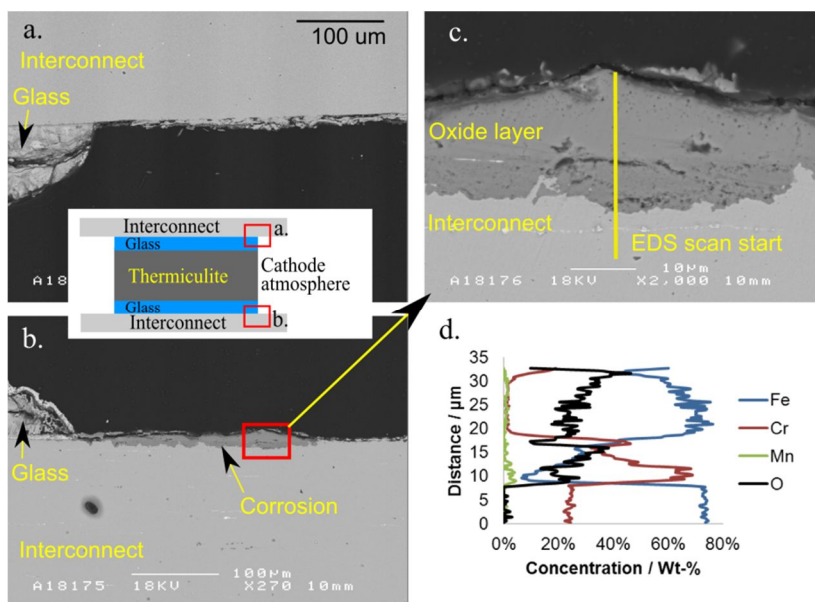 a.
100 um
Interconnect
Glass
A18
Interconnect
a.
Glass
Thermiculite
Cathode
atmosphere
Glass
Interconnect
b.
b.
Glass
Corrosion
Interconnect
100µm
A18175 18KV X270 10mm
c.
Oxide layer
Interconnect
EDS scan start
10µm
A18176 18KV X2,000 10mm
d.
35
30
25
20
15
10
5
0
Distance / µm
0% 20% 40% 60% 80%
Concentration / Wt-%
Fe
Cr
Mn
O